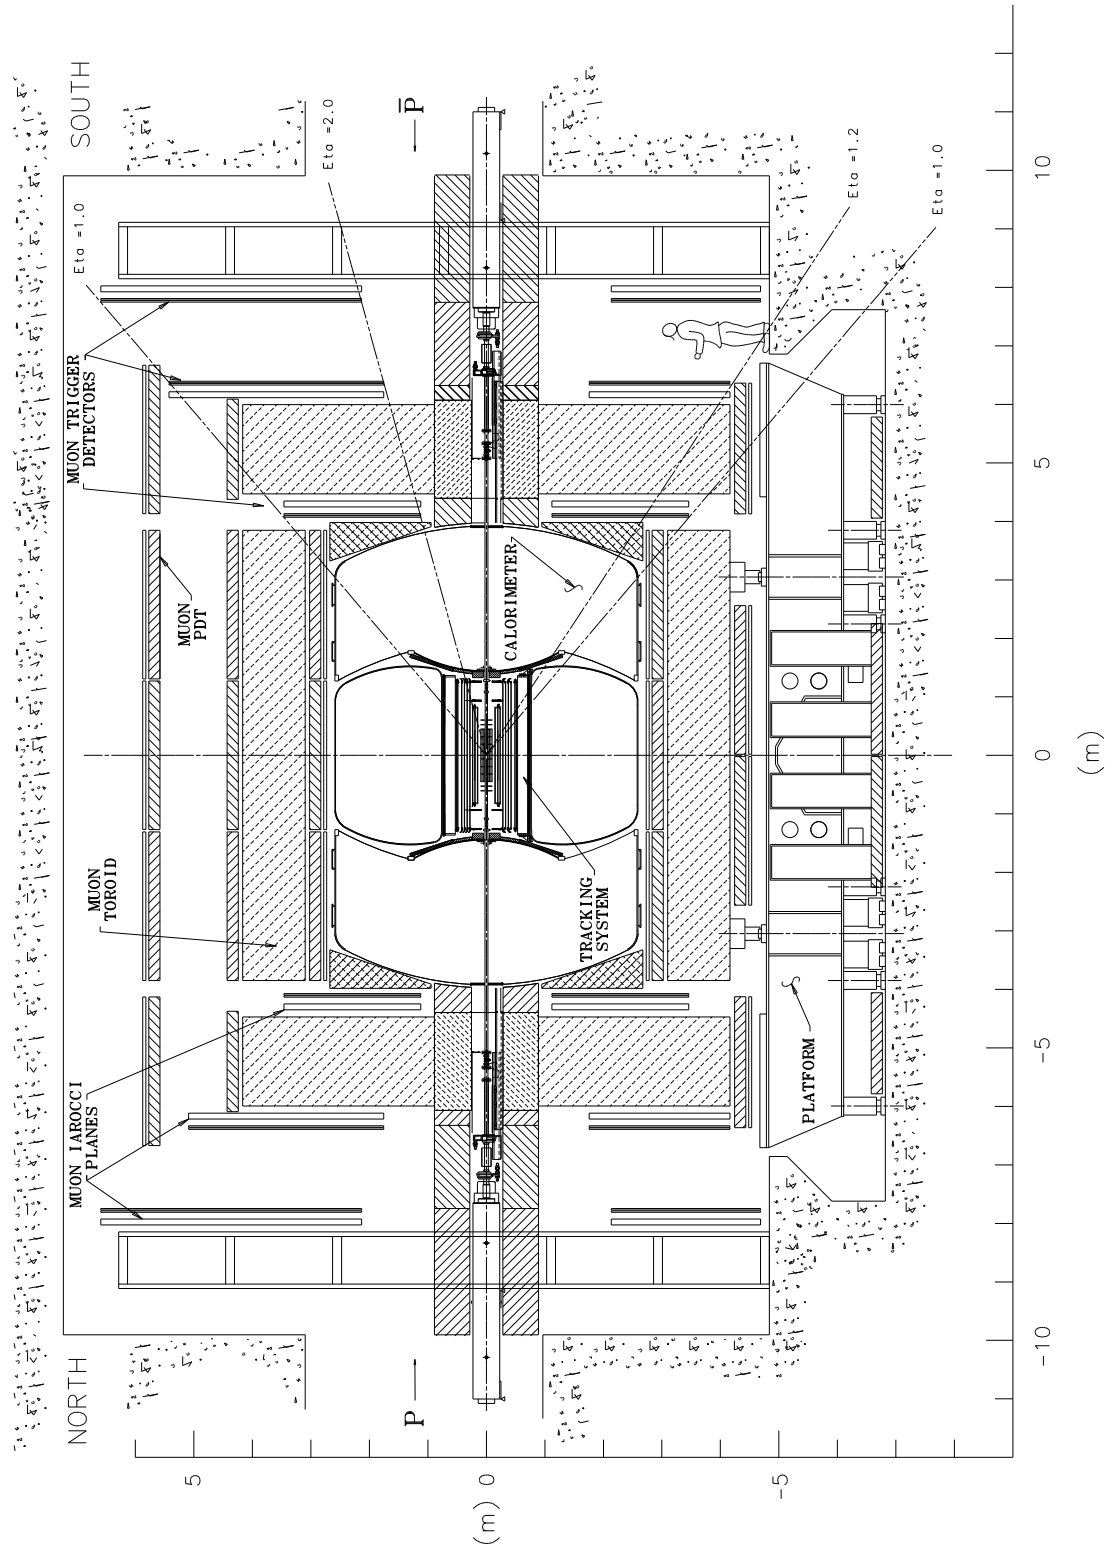 NORTH
SOUTH
MUON IAROCCI
PLANES
MUON
TOROID
MUON
PDT
MUON TRIGGER
DETECTORS
Eta =1.0
Eta =2.0
P
P̅
CALORIMETER
TRACKING
SYSTEM
PLATFORM
Eta =1.2
Eta =1.0
5
0
-5
(m)
-10
-5
0
5
10
(m)